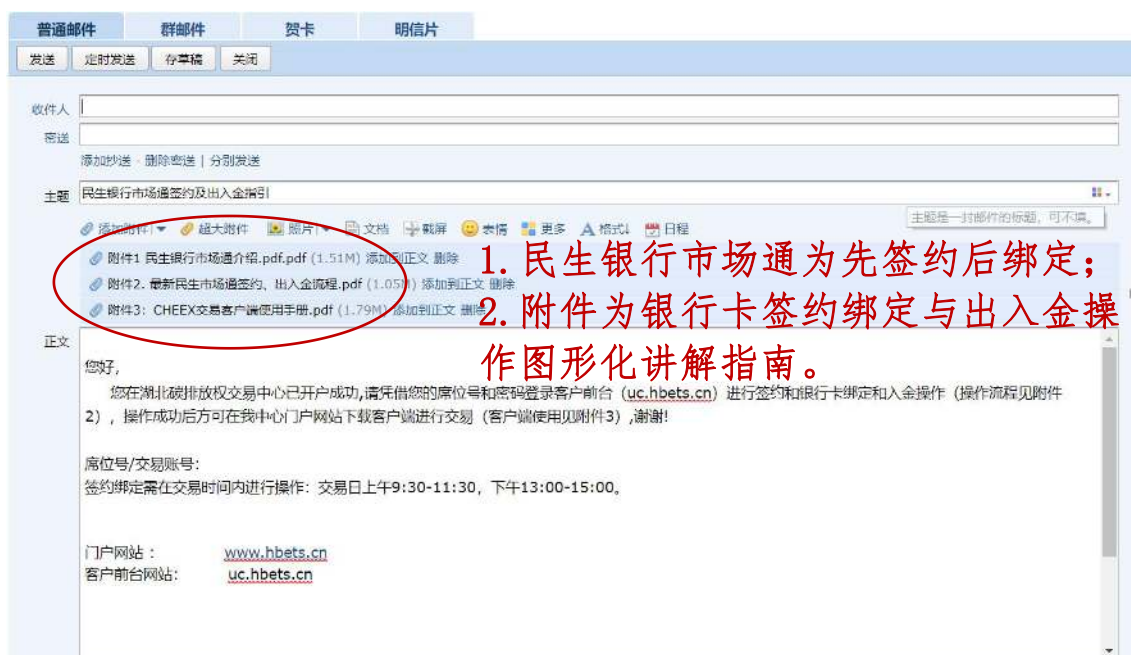 普通邮件 群邮件 贺卡 明信片
发送 定时发送 存草稿 关闭
收件人
密送
添加抄送 - 删除密送 | 分别发送
主题 民生银行市场通签约及出入金指引
主题是一封邮件的标题，可不填。
添加附件 超大附件 照片 文档 截屏 表情 更多 格式↓ 日程
附件1 民生银行市场通介绍.pdf.pdf (1.51M) 添加到正文 删除
附件2. 最新民生市场通签约、出入金流程.pdf (1.05M) 添加到正文 删除
附件3：CHEEX交易客户端使用手册.pdf (1.79M) 添加到正文 删除
1. 民生银行市场通为先签约后绑定；
2. 附件为银行卡签约绑定与出入金操
作图形化讲解指南。
正文
您好，
您在湖北碳排放权交易中心已开户成功,请凭借您的席位号和密码登录客户前台（uc.hbets.cn）进行签约和银行卡绑定和入金操作（操作流程见附件
2），操作成功后方可在我中心门户网站下载客户端进行交易（客户端使用见附件3）,谢谢!
席位号/交易账号：
签约绑定需在交易时间内进行操作：交易日上午9:30-11:30，下午13:00-15:00。
门户网站： www.hbets.cn
客户前台网站： uc.hbets.cn